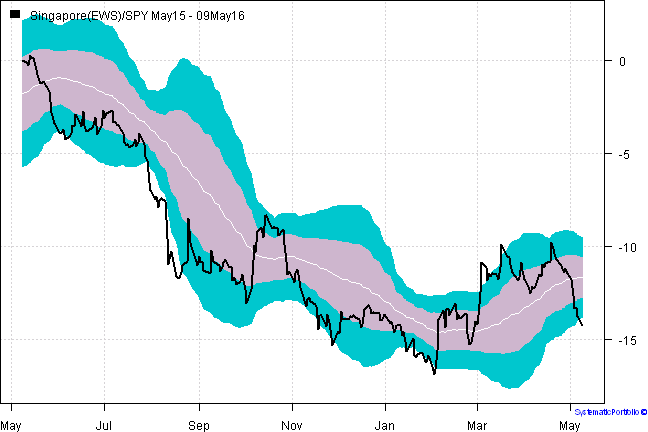 Singapore(EWS)/SPY May15 - 09May16
0
-5
-10
-15
May Jul Sep Nov Jan Mar May
SystematicPortfolio ©